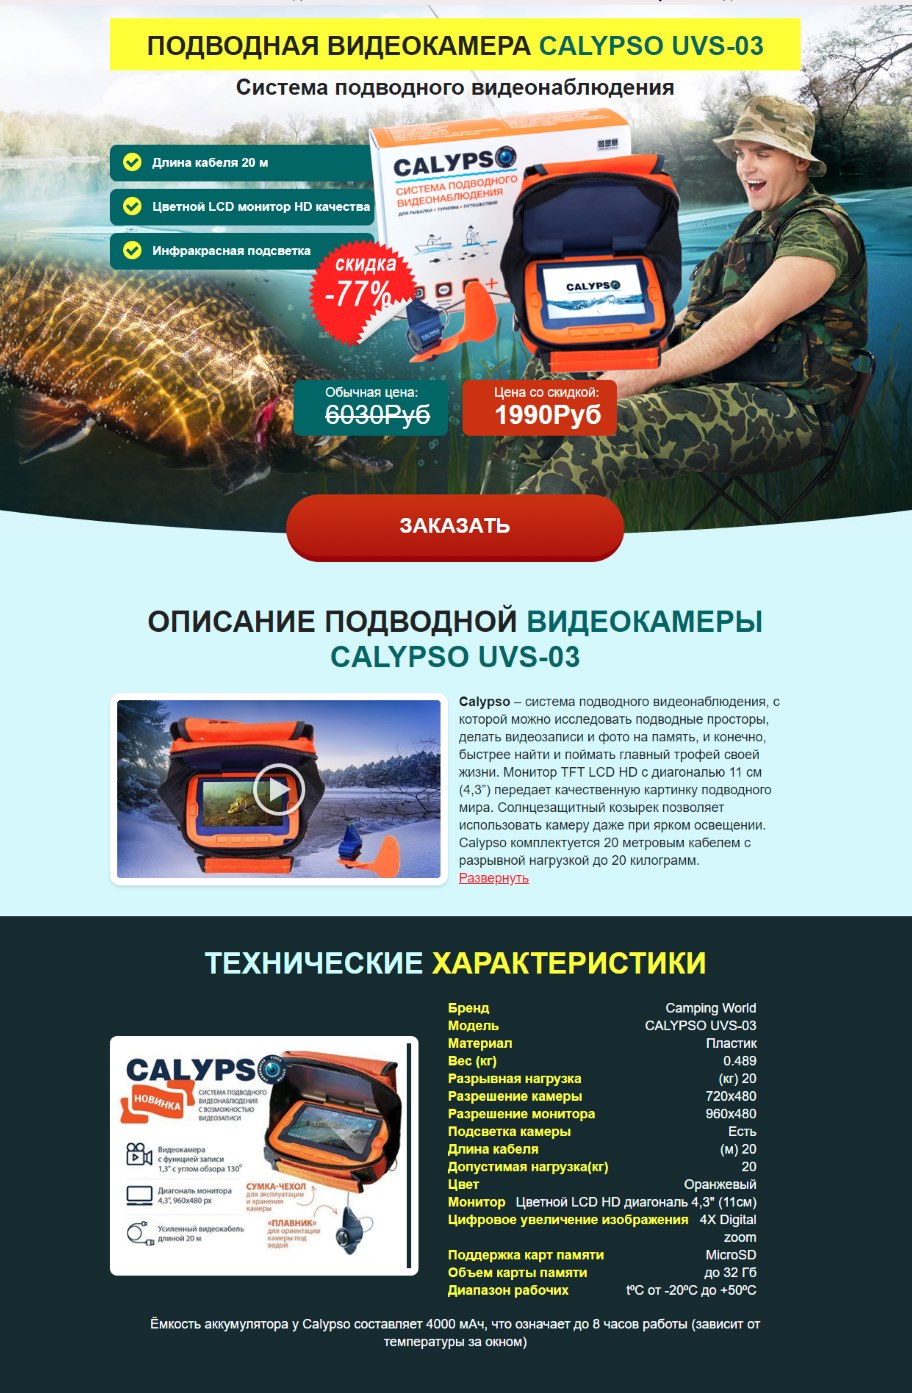 ПОДВОДНАЯ ВИДЕОКАМЕРА CALYPSO UVS-03
Система подводного видеонаблюдения
Длина кабеля 20 м
Цветной LCD монитор HD качества
Инфракрасная подсветка
CALYPSO
СИСТЕМА ПОДВОДНОГО
ВИДЕОНАБЛЮДЕНИЯ
ДЛЯ РЫБАЛКИ • ТУРИЗМА • ПУТЕШЕСТВИЙ
CALYPSO
скидка
-77%
Обычная цена:
6030Руб
Цена со скидкой:
1990Руб
ЗАКАЗАТЬ
ОПИСАНИЕ ПОДВОДНОЙ ВИДЕОКАМЕРЫ
CALYPSO UVS-03
Calypso – система подводного видеонаблюдения, с
которой можно исследовать подводные просторы,
делать видеозаписи и фото на память, и конечно,
быстрее найти и поймать главный трофей своей
жизни. Монитор TFT LCD HD с диагональю 11 см
(4,3") передает качественную картинку подводного
мира. Солнцезащитный козырек позволяет
использовать камеру даже при ярком освещении.
Calypso комплектуется 20 метровым кабелем с
разрывной нагрузкой до 20 килограмм.
Развернуть
ТЕХНИЧЕСКИЕ ХАРАКТЕРИСТИКИ
CALYPSO
НОВИНКА
СИСТЕМА ПОДВОДНОГО
ВИДЕОНАБЛЮДЕНИЯ
С ВОЗМОЖНОСТЬЮ
ВИДЕОЗАПИСИ
Видеокамера
с функцией записи
1,3" с углом обзора 130°
Диагональ монитора
4,3", 960x480 px
Усиленный видеокабель
длиной 20 м
СУМКА-ЧЕХОЛ
для эксплуатации
и хранения
камеры
«ПЛАВНИК»
для ориентации
камеры под
водой
Бренд Camping World
Модель CALYPSO UVS-03
Материал Пластик
Вес (кг) 0.489
Разрывная нагрузка (кг) 20
Разрешение камеры 720x480
Разрешение монитора 960x480
Подсветка камеры Есть
Длина кабеля (м) 20
Допустимая нагрузка(кг) 20
Цвет Оранжевый
Монитор Цветной LCD HD диагональ 4,3" (11см)
Цифровое увеличение изображения 4X Digital
zoom
Поддержка карт памяти MicroSD
Объем карты памяти до 32 Гб
Диапазон рабочих tºC от -20ºC до +50ºC
Ёмкость аккумулятора у Calypso составляет 4000 мАч, что означает до 8 часов работы (зависит от
температуры за окном)